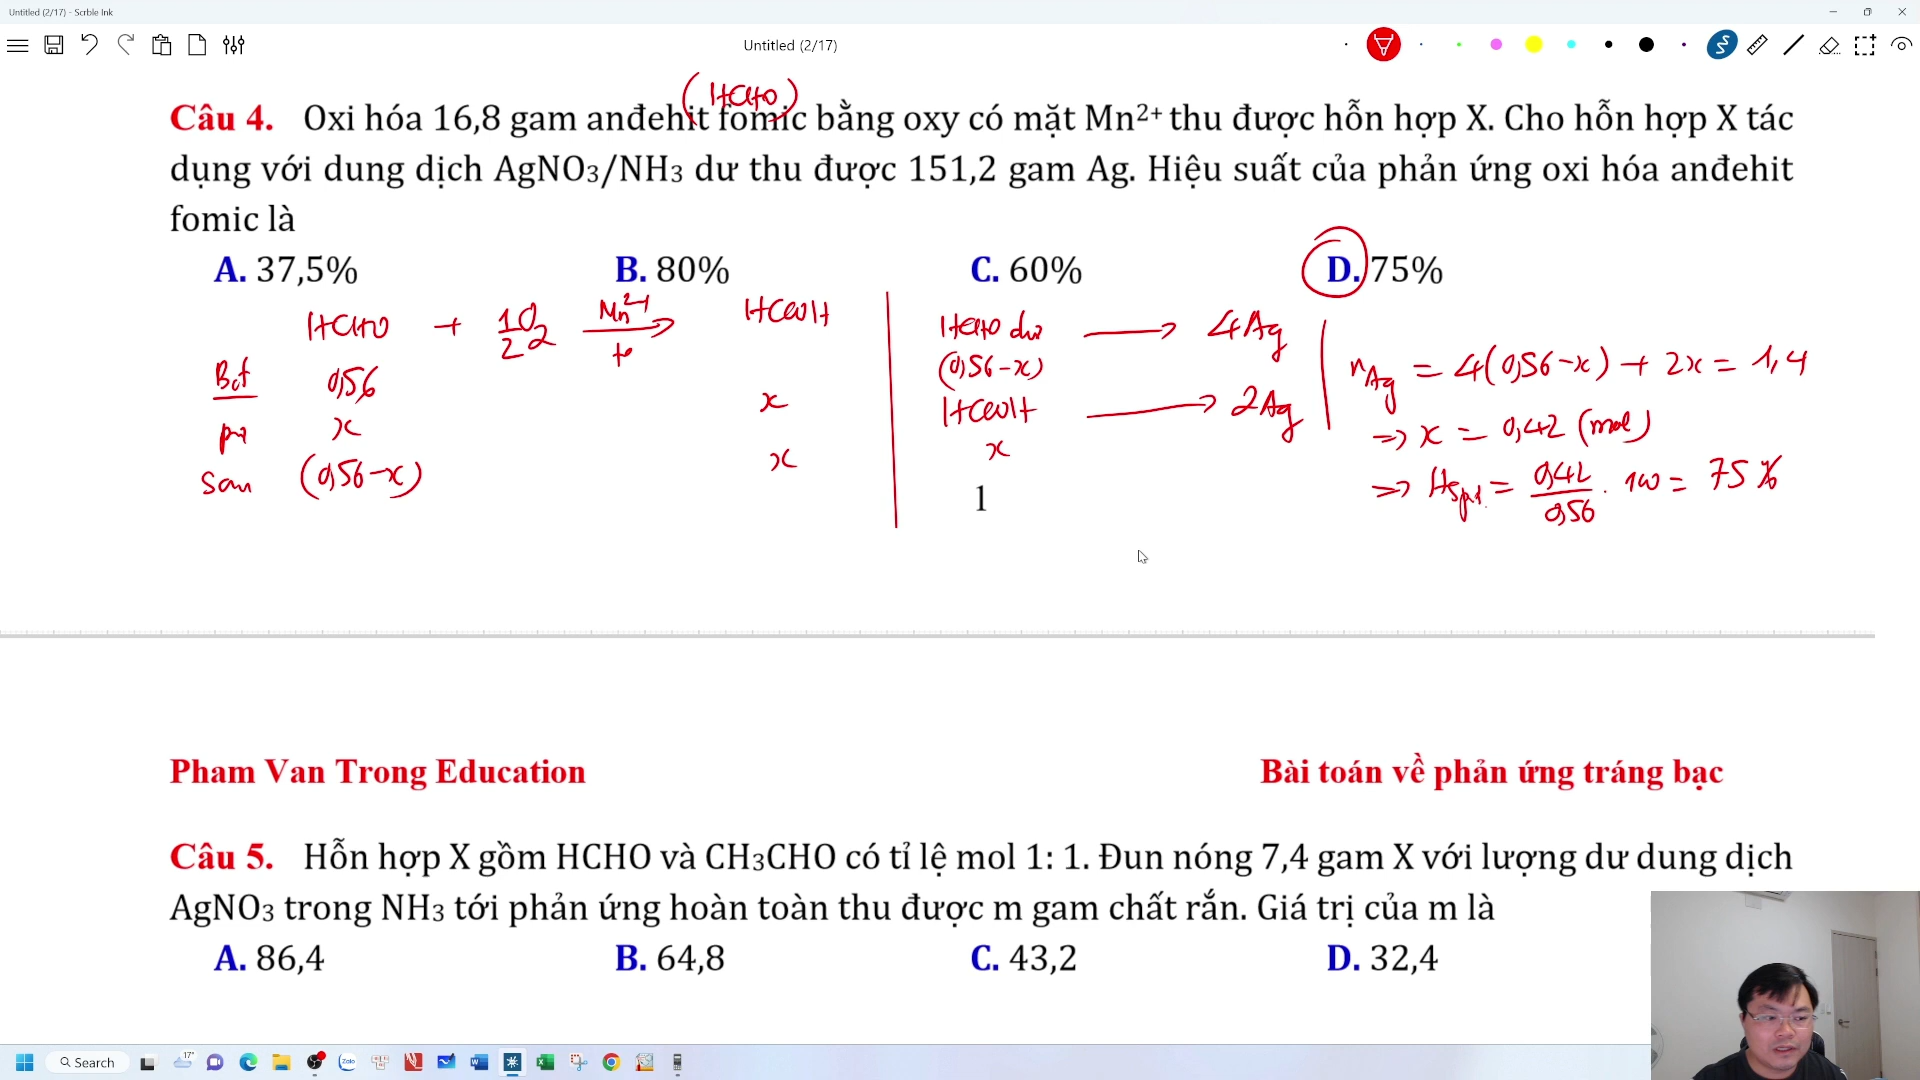 Untitled (2/17) - Scrble Ink
Untitled (2/17)
(HCHO)
Câu 4. Oxi hóa 16,8 gam anđehit fomic bằng oxy có mặt Mn2+ thu được hỗn hợp X. Cho hỗn hợp X tác
dụng với dung dịch AgNO3/NH3 dư thu được 151,2 gam Ag. Hiệu suất của phản ứng oxi hóa anđehit
fomic là
A. 37,5% B. 80% C. 60% D. 75%
HCHO + 1/2 O2 Mn2+ to HCOOH
Bđ 0,56
pư x x
Sau (0,56-x) x
HCHO dư → 4Ag
(0,56-x)
HCOOH → 2Ag
x
1
nAg = 4(0,56-x) + 2x = 1,4
=> x = 0,42 (mol)
=> Hspư = 0,42/0,56 . 100 = 75%
Pham Van Trong Education Bài toán về phản ứng tráng bạc
Câu 5. Hỗn hợp X gồm HCHO và CH3CHO có tỉ lệ mol 1: 1. Đun nóng 7,4 gam X với lượng dư dung dịch
AgNO3 trong NH3 tới phản ứng hoàn toàn thu được m gam chất rắn. Giá trị của m là
A. 86,4 B. 64,8 C. 43,2 D. 32,4
Search
17°
Zalo